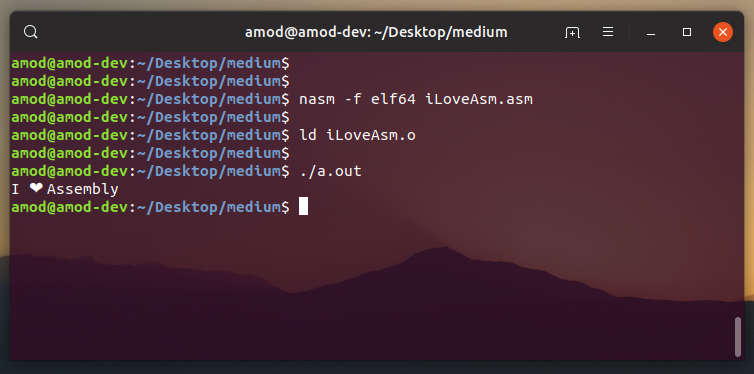 amod@amod-dev: ~/Desktop/medium
amod@amod-dev:~/Desktop/medium$
amod@amod-dev:~/Desktop/medium$
amod@amod-dev:~/Desktop/medium$ nasm -f elf64 iLoveAsm.asm
amod@amod-dev:~/Desktop/medium$
amod@amod-dev:~/Desktop/medium$ ld iLoveAsm.o
amod@amod-dev:~/Desktop/medium$
amod@amod-dev:~/Desktop/medium$ ./a.out
I ❤Assembly
amod@amod-dev:~/Desktop/medium$